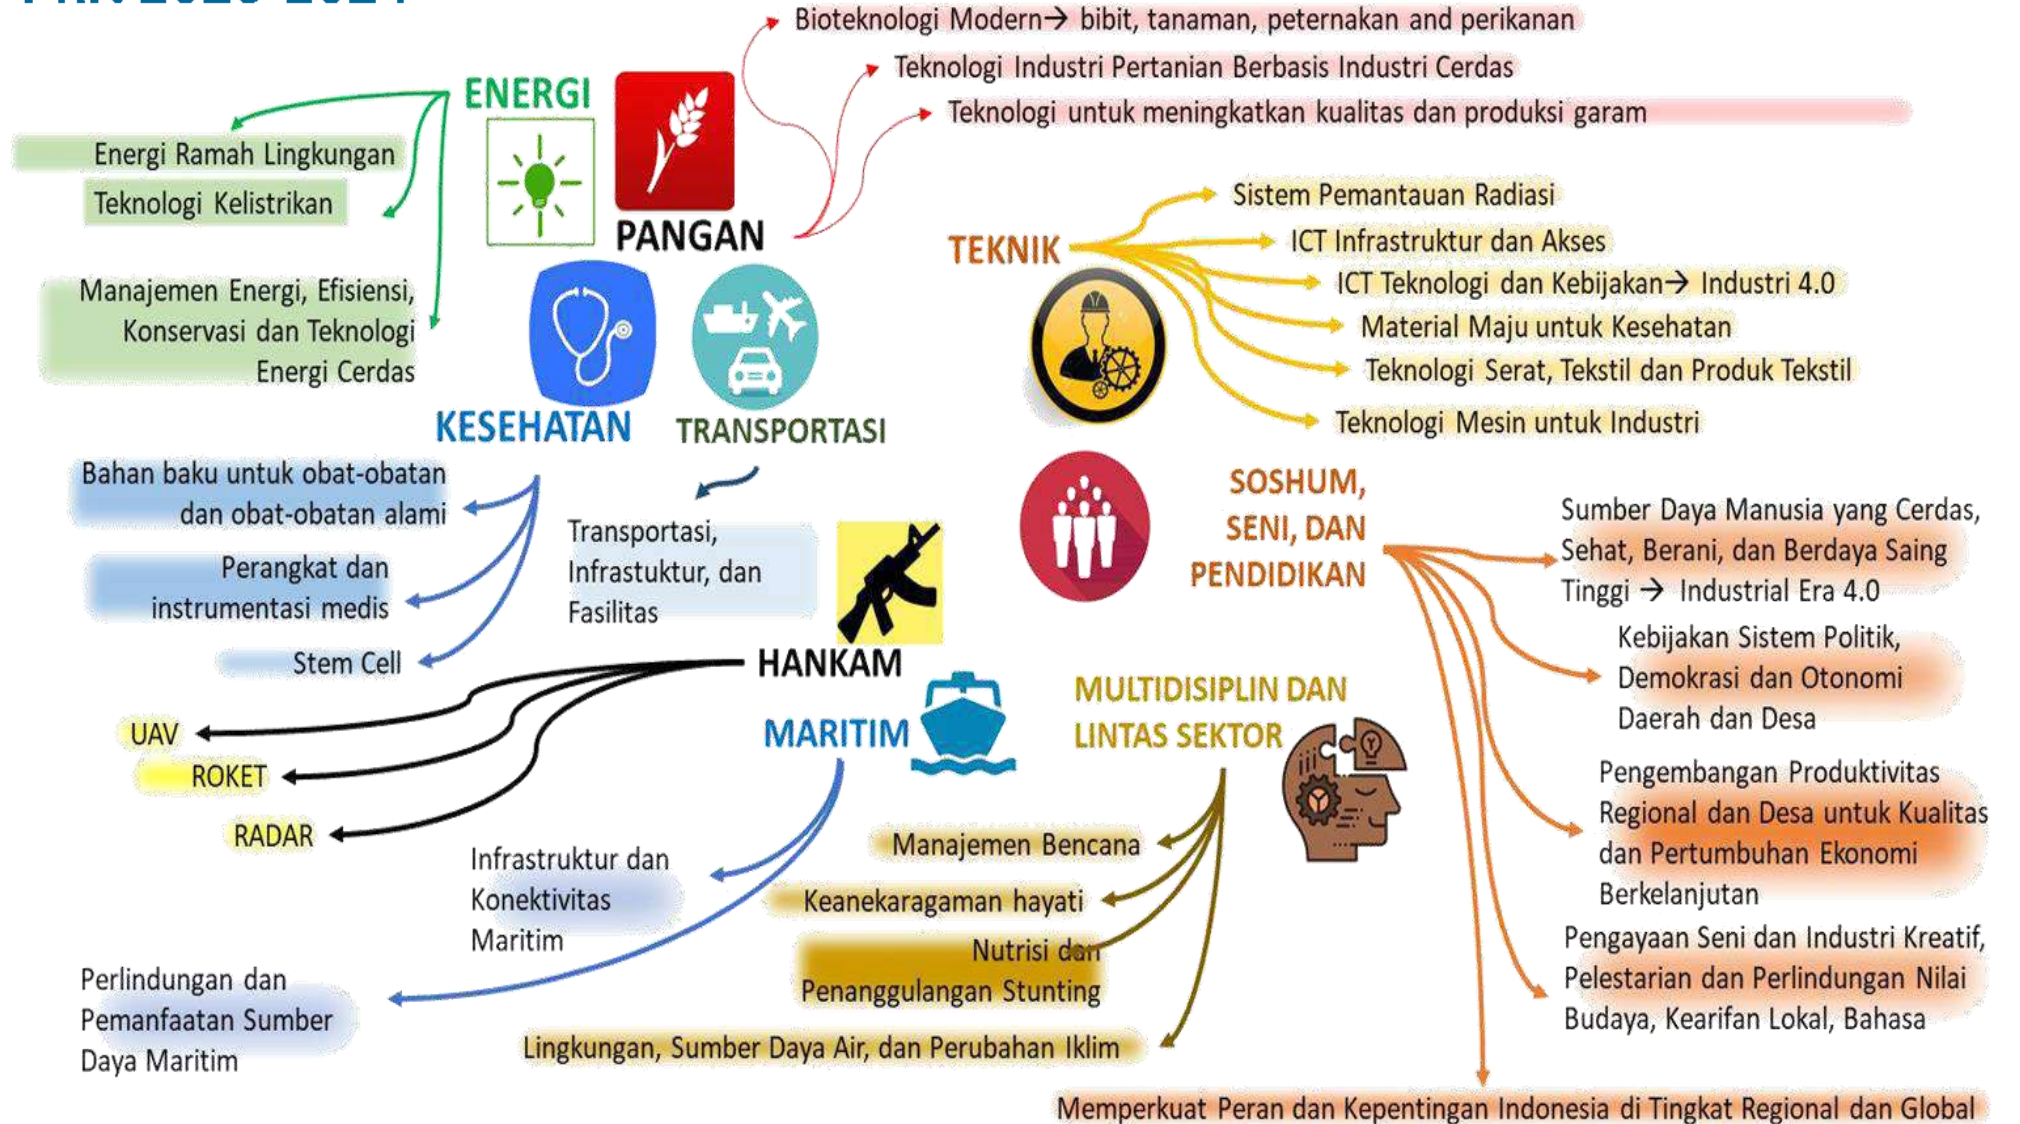 2020-2024
Bioteknologi Modern→ bibit, tanaman, peternakan and perikanan
Teknologi Industri Pertanian Berbasis Industri Cerdas
Teknologi untuk meningkatkan kualitas dan produksi garam
ENERGI
Energi Ramah Lingkungan
Teknologi Kelistrikan
Manajemen Energi, Efisiensi,
Konservasi dan Teknologi
Energi Cerdas
PANGAN
TEKNIK
Sistem Pemantauan Radiasi
ICT Infrastruktur dan Akses
ICT Teknologi dan Kebijakan→ Industri 4.0
Material Maju untuk Kesehatan
Teknologi Serat, Tekstil dan Produk Tekstil
Teknologi Mesin untuk Industri
KESEHATAN
Bahan baku untuk obat-obatan
dan obat-obatan alami
Perangkat dan
instrumentasi medis
Stem Cell
TRANSPORTASI
Transportasi,
Infrastuktur, dan
Fasilitas
SOSHUM,
SENI, DAN
PENDIDIKAN
Sumber Daya Manusia yang Cerdas,
Sehat, Berani, dan Berdaya Saing
Tinggi → Industrial Era 4.0
Kebijakan Sistem Politik,
Demokrasi dan Otonomi
Daerah dan Desa
Pengembangan Produktivitas
Regional dan Desa untuk Kualitas
dan Pertumbuhan Ekonomi
Berkelanjutan
Pengayaan Seni dan Industri Kreatif,
Pelestarian dan Perlindungan Nilai
Budaya, Kearifan Lokal, Bahasa
Memperkuat Peran dan Kepentingan Indonesia di Tingkat Regional dan Global
HANKAM
UAV
ROKET
RADAR
MARITIM
Infrastruktur dan
Konektivitas
Maritim
Perlindungan dan
Pemanfaatan Sumber
Daya Maritim
MULTIDISIPLIN DAN
LINTAS SEKTOR
Manajemen Bencana
Keanekaragaman hayati
Nutrisi dan
Penanggulangan Stunting
Lingkungan, Sumber Daya Air, dan Perubahan Iklim